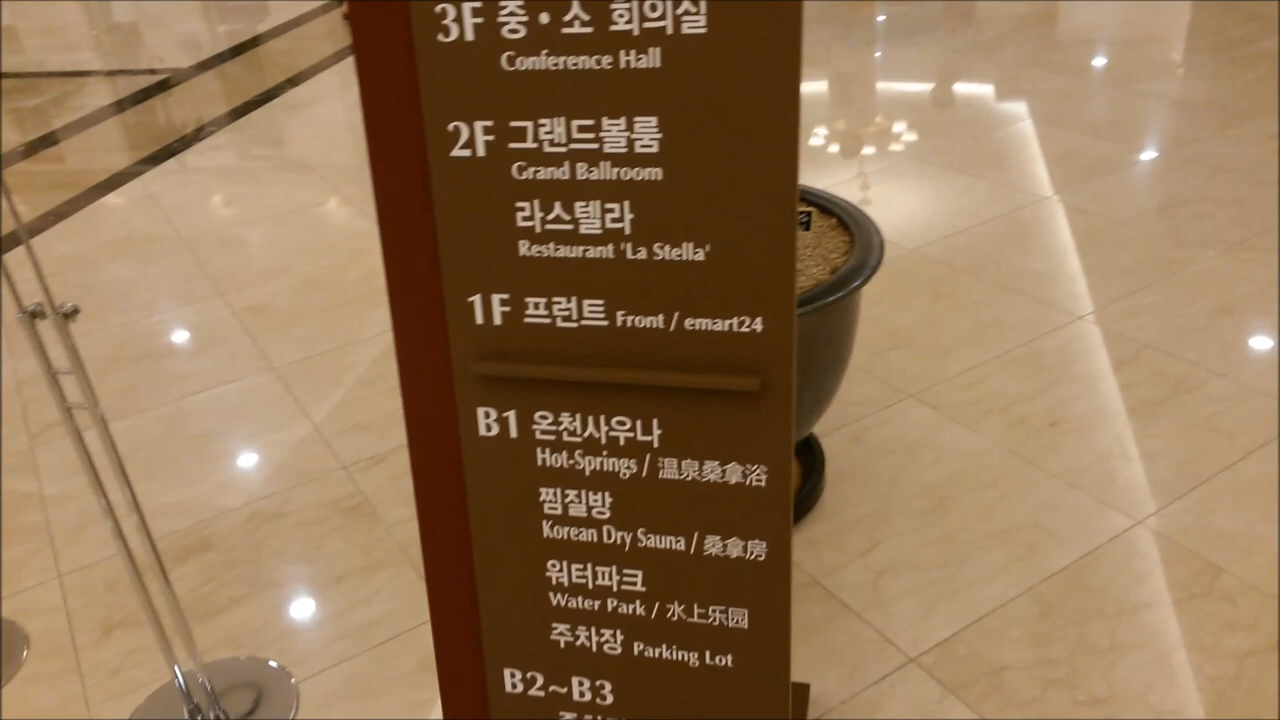 3F 중·소 회의실
Conference Hall
2F 그랜드볼룸
Grand Ballroom
라스텔라
Restaurant 'La Stella'
1F 프런트 Front / emart24
B1 온천사우나
Hot-Springs / 温泉桑拿浴
찜질방
Korean Dry Sauna / 桑拿房
워터파크
Water Park / 水上乐园
주차장 Parking Lot
B2~B3